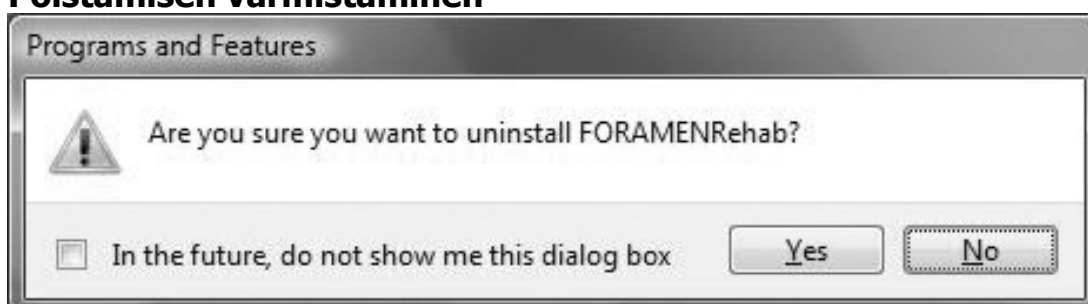 Poistamisen varmistaminen
Programs and Features
Are you sure you want to uninstall FORAMENRehab?
In the future, do not show me this dialog box
Yes
No